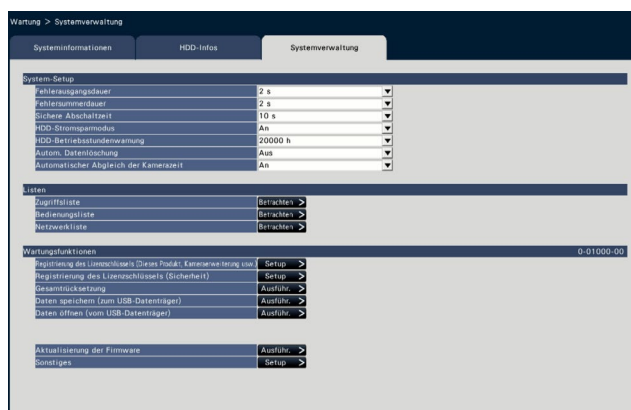 Wartung > Systemverwaltung
Systeminformationen HDD-Infos Systemverwaltung
System-Setup
Fehlerausgangsdauer 2 s
Fehlersummerdauer 2 s
Sichere Abschaltzeit 10 s
HDD-Stromsparmodus An
HDD-Betriebsstundenwarnung 20000 h
Autom. Datenlöschung Aus
Automatischer Abgleich der Kamerazeit An
Listen
Zugriffsliste Betrachten >
Bedienungsliste Betrachten >
Netzwerkliste Betrachten >
Wartungsfunktionen 0-01000-00
Registrierung des Lizenzschlüssels (Dieses Produkt, Kameraerweiterung usw.) Setup >
Registrierung des Lizenzschlüssels (Sicherheit) Setup >
Gesamtrücksetzung Ausführ. >
Daten speichern (zum USB-Datenträger) Ausführ. >
Daten öffnen (vom USB-Datenträger) Ausführ. >
Aktualisierung der Firmware Ausführ. >
Sonstiges Setup >